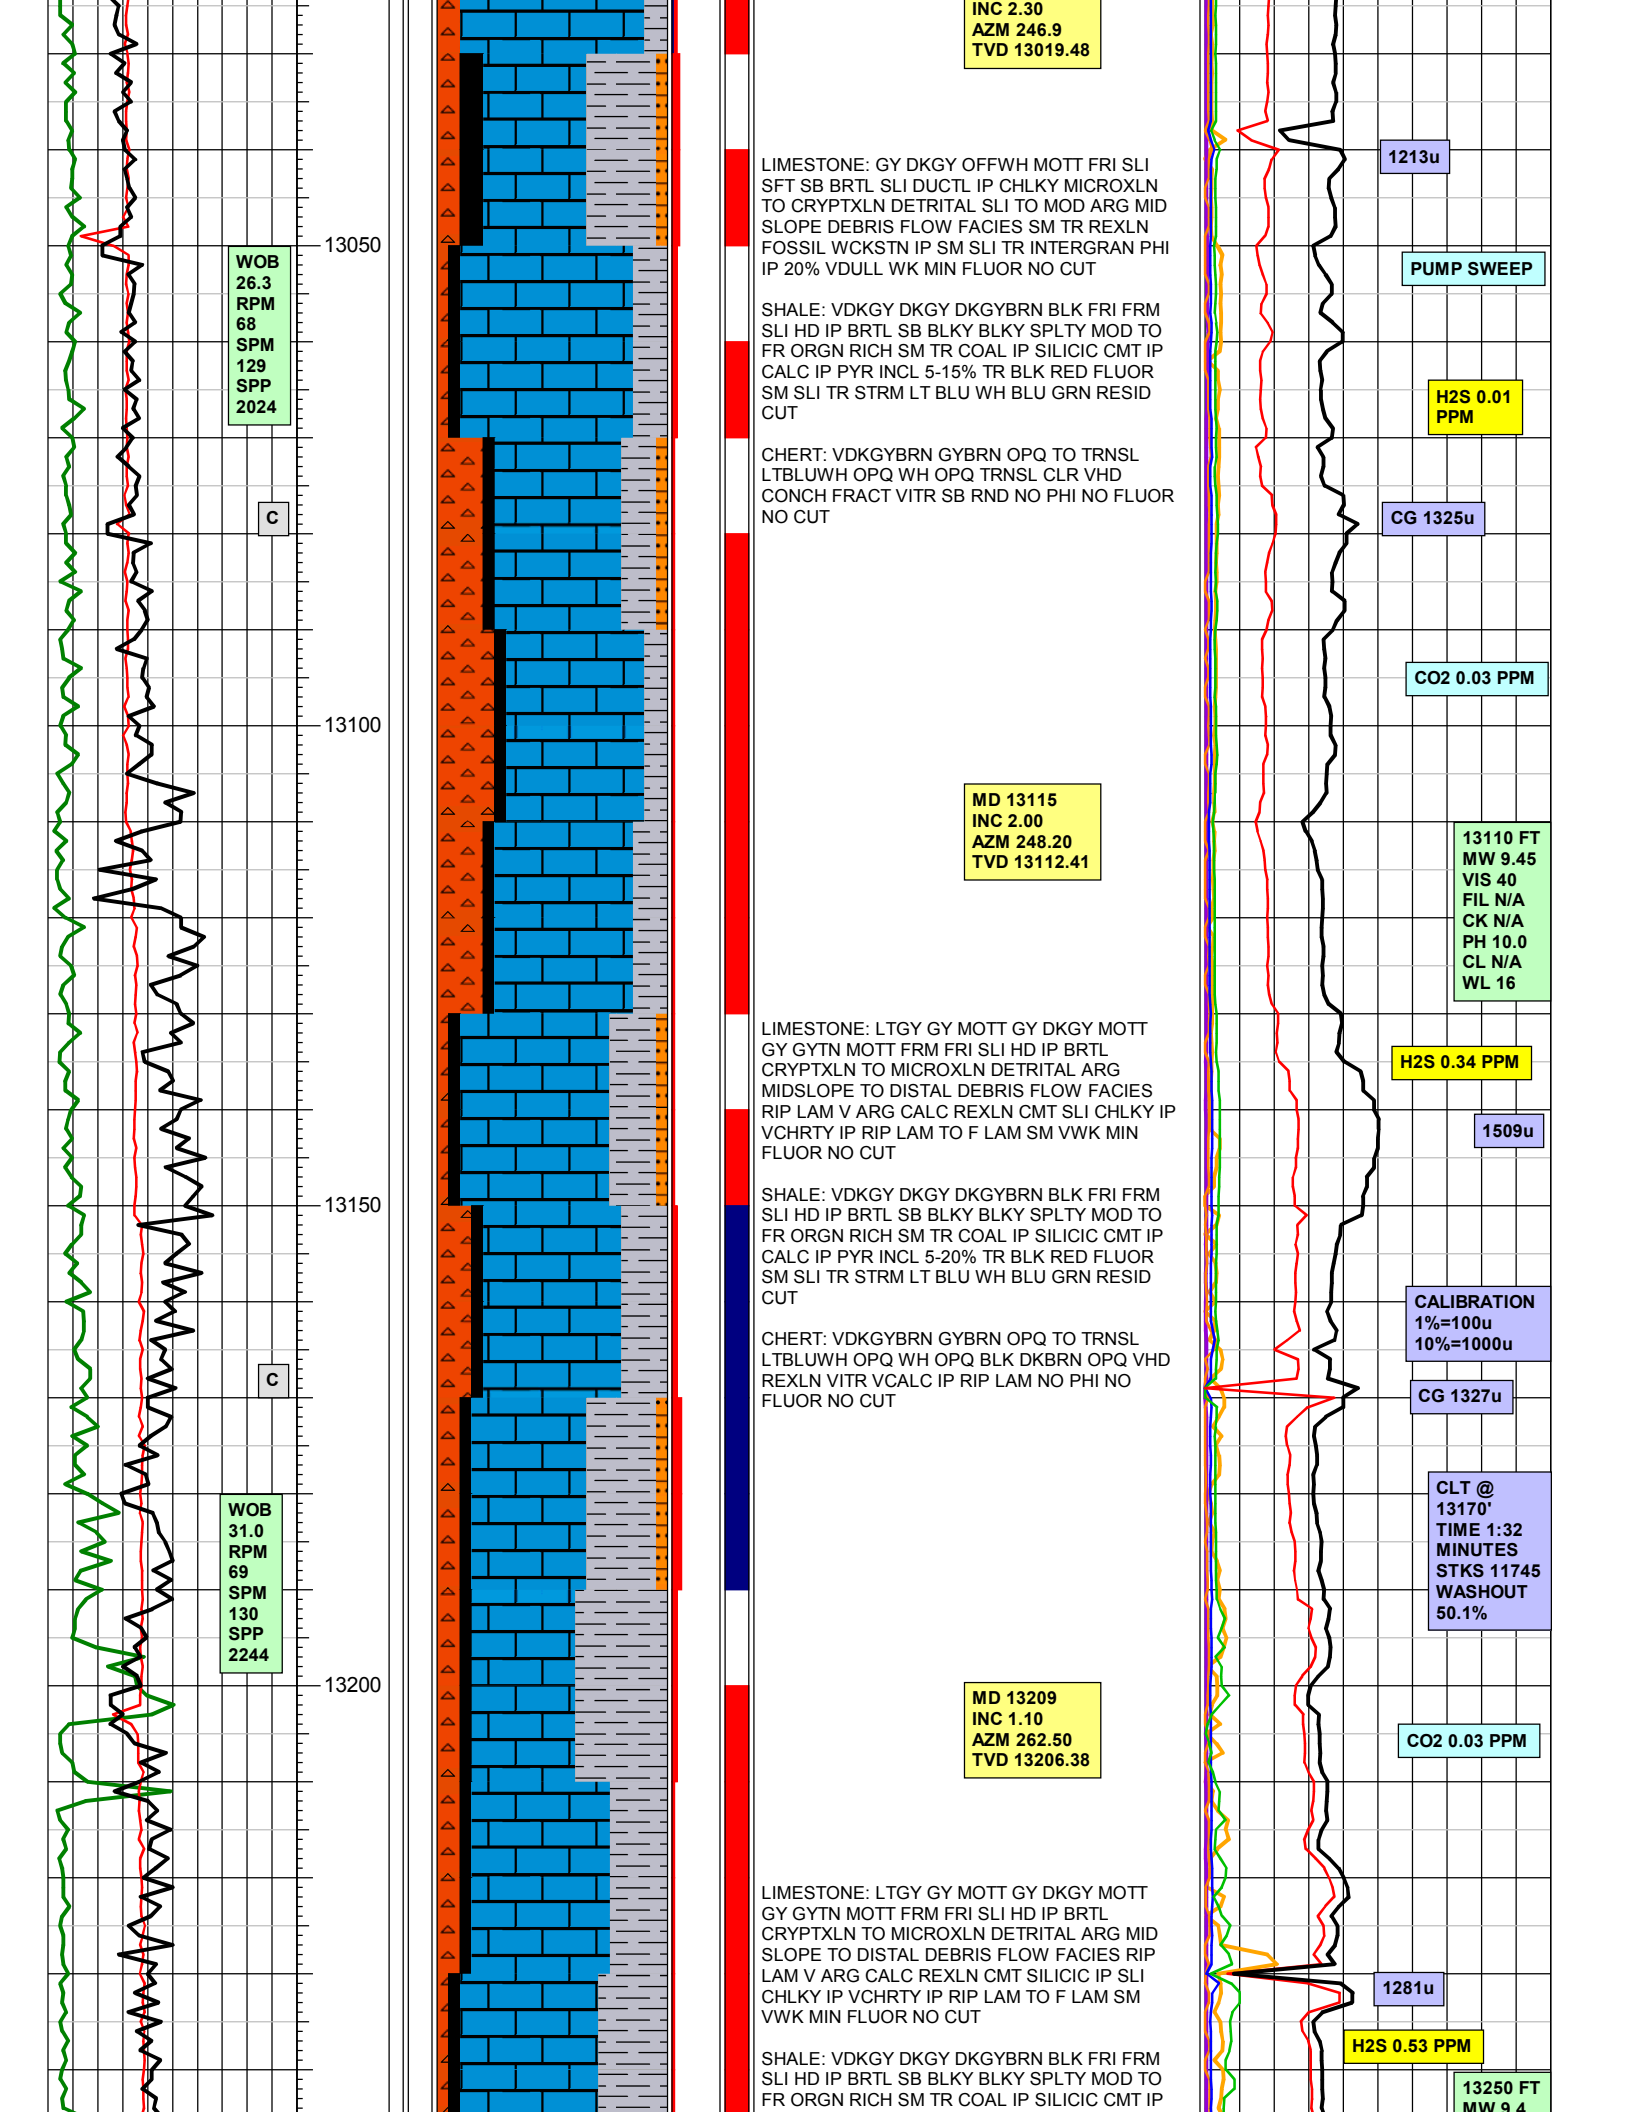 INC 2.30
AZM 246.9
TVD 13019.48
1213u
LIMESTONE: GY DKGY OFFWH MOTT FRI SLI
SFT SB BRTL SLI DUCTL IP CHLKY MICROXLN
TO CRYPTXLN DETRITAL SLI TO MOD ARG MID
SLOPE DEBRIS FLOW FACIES SM TR REXLN
FOSSIL WCKSTN IP SM SLI TR INTERGRAN PHI
IP 20% VDULL WK MIN FLUOR NO CUT
13050
WOB
26.3
RPM
68
SPM
129
SPP
2024
PUMP SWEEP
SHALE: VDKGY DKGY DKGYBRN BLK FRI FRM
SLI HD IP BRTL SB BLKY BLKY SPLTY MOD TO
FR ORGN RICH SM TR COAL IP SILICIC CMT IP
CALC IP PYR INCL 5-15% TR BLK RED FLUOR
SM SLI TR STRM LT BLU WH BLU GRN RESID
CUT
H2S 0.01
PPM
CHERT: VDKGYBRN GYBRN OPQ TO TRNSL
LTBLUWH OPQ WH OPQ TRNSL CLR VHD
CONCH FRACT VITR SB RND NO PHI NO FLUOR
NO CUT
C
CG 1325u
CO2 0.03 PPM
13100
MD 13115
INC 2.00
AZM 248.20
TVD 13112.41
13110 FT
MW 9.45
VIS 40
FIL N/A
CK N/A
PH 10.0
CL N/A
WL 16
LIMESTONE: LTGY GY MOTT GY DKGY MOTT
GY GYTN MOTT FRM FRI SLI HD IP BRTL
CRYPTXLN TO MICROXLN DETRITAL ARG
MIDSLOPE TO DISTAL DEBRIS FLOW FACIES
RIP LAM V ARG CALC REXLN CMT SLI CHLKY IP
VCHRTY IP RIP LAM TO F LAM SM VWK MIN
FLUOR NO CUT
H2S 0.34 PPM
1509u
13150
SHALE: VDKGY DKGY DKGYBRN BLK FRI FRM
SLI HD IP BRTL SB BLKY BLKY SPLTY MOD TO
FR ORGN RICH SM TR COAL IP SILICIC CMT IP
CALC IP PYR INCL 5-20% TR BLK RED FLUOR
SM SLI TR STRM LT BLU WH BLU GRN RESID
CUT
CALIBRATION
1%=100u
10%=1000u
CHERT: VDKGYBRN GYBRN OPQ TO TRNSL
LTBLUWH OPQ WH OPQ BLK DKBRN OPQ VHD
REXLN VITR VCALC IP RIP LAM NO PHI NO
FLUOR NO CUT
C
CG 1327u
CLT @
13170'
TIME 1:32
MINUTES
STKS 11745
WASHOUT
50.1%
WOB
31.0
RPM
69
SPM
130
SPP
2244
13200
MD 13209
INC 1.10
AZM 262.50
TVD 13206.38
CO2 0.03 PPM
LIMESTONE: LTGY GY MOTT GY DKGY MOTT
GY GYTN MOTT FRM FRI SLI HD IP BRTL
CRYPTXLN TO MICROXLN DETRITAL ARG MID
SLOPE TO DISTAL DEBRIS FLOW FACIES RIP
LAM V ARG CALC REXLN CMT SILICIC IP SLI
CHLKY IP VCHRTY IP RIP LAM TO F LAM SM
VWK MIN FLUOR NO CUT
1281u
H2S 0.53 PPM
SHALE: VDKGY DKGY DKGYBRN BLK FRI FRM
SLI HD IP BRTL SB BLKY BLKY SPLTY MOD TO
FR ORGN RICH SM TR COAL IP SILICIC CMT IP
13250 FT
MW 9.4